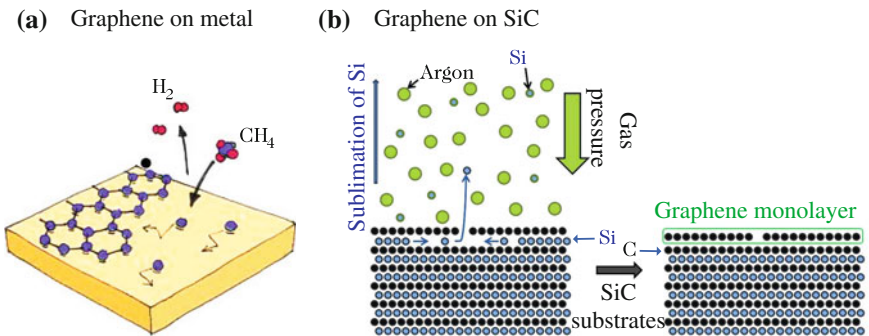 (a) Graphene on metal
H₂
CH₄
(b) Graphene on SiC
Sublimation of Si
Argon
Si
Gas
pressure
Si
C
SiC
substrates
Graphene monolayer